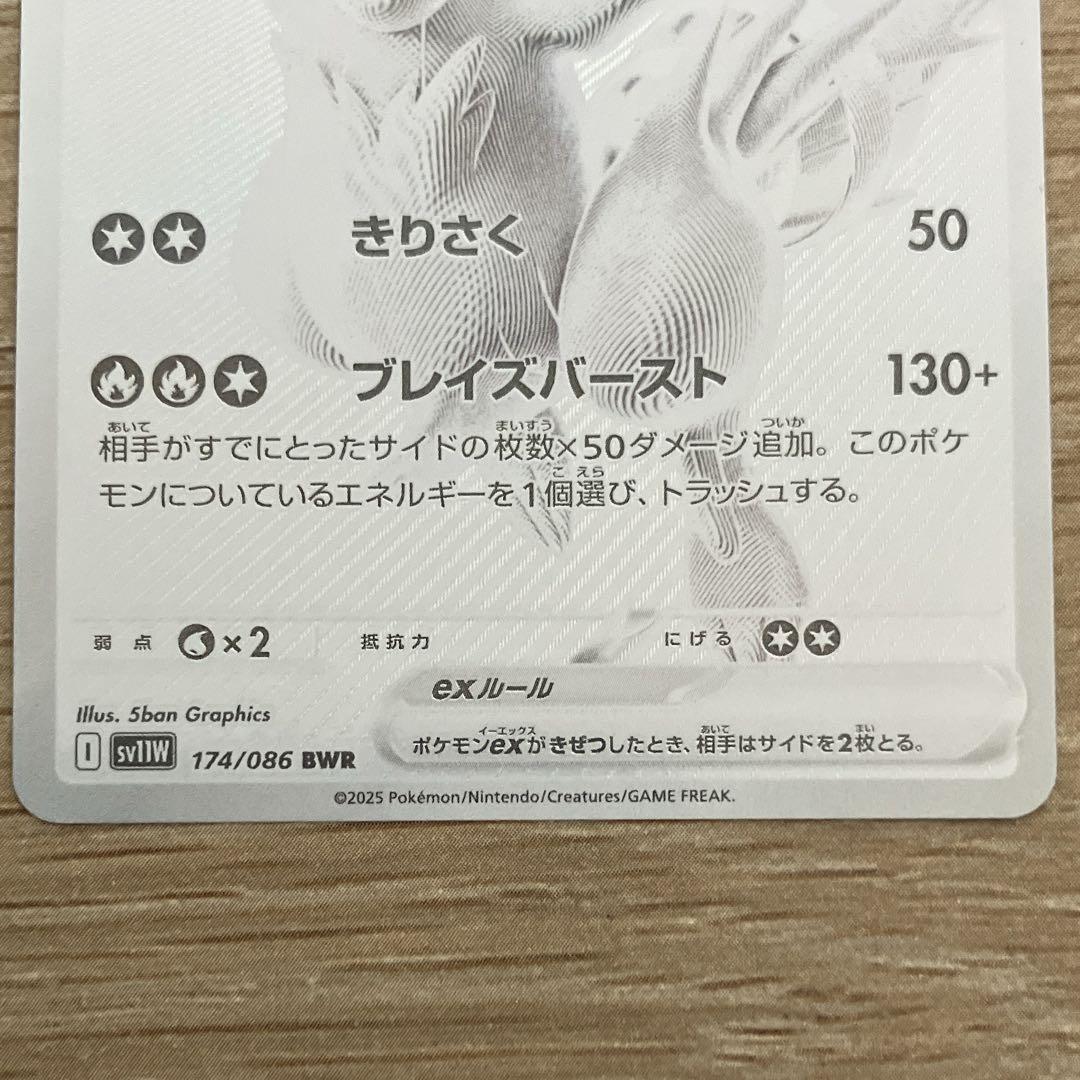 きりさく 50
ブレイズバースト 130+
あいて まいすう ついか
相手がすでにとったサイドの枚数×50ダメージ追加。このポケ
こ えら
モンについているエネルギーを1個選び、トラッシュする。
弱点 ×2 抵抗力 にげる
exルール
Illus. 5ban Graphics
イーエックス あいて まい
ポケモンexがきぜつしたとき、相手はサイドを2枚とる。
I SV11W 174/086 BWR
©2025 Pokémon/Nintendo/Creatures/GAME FREAK.